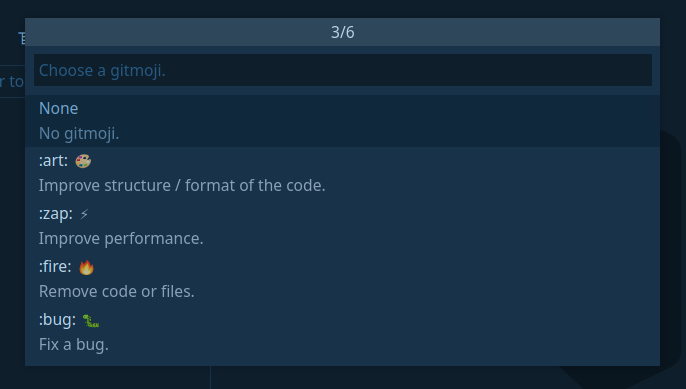 3/6
r to
Choose a gitmoji.
None
No gitmoji.
:art: 🎨
Improve structure / format of the code.
:zap: ⚡
Improve performance.
:fire: 🔥
Remove code or files.
:bug: 🐛
Fix a bug.